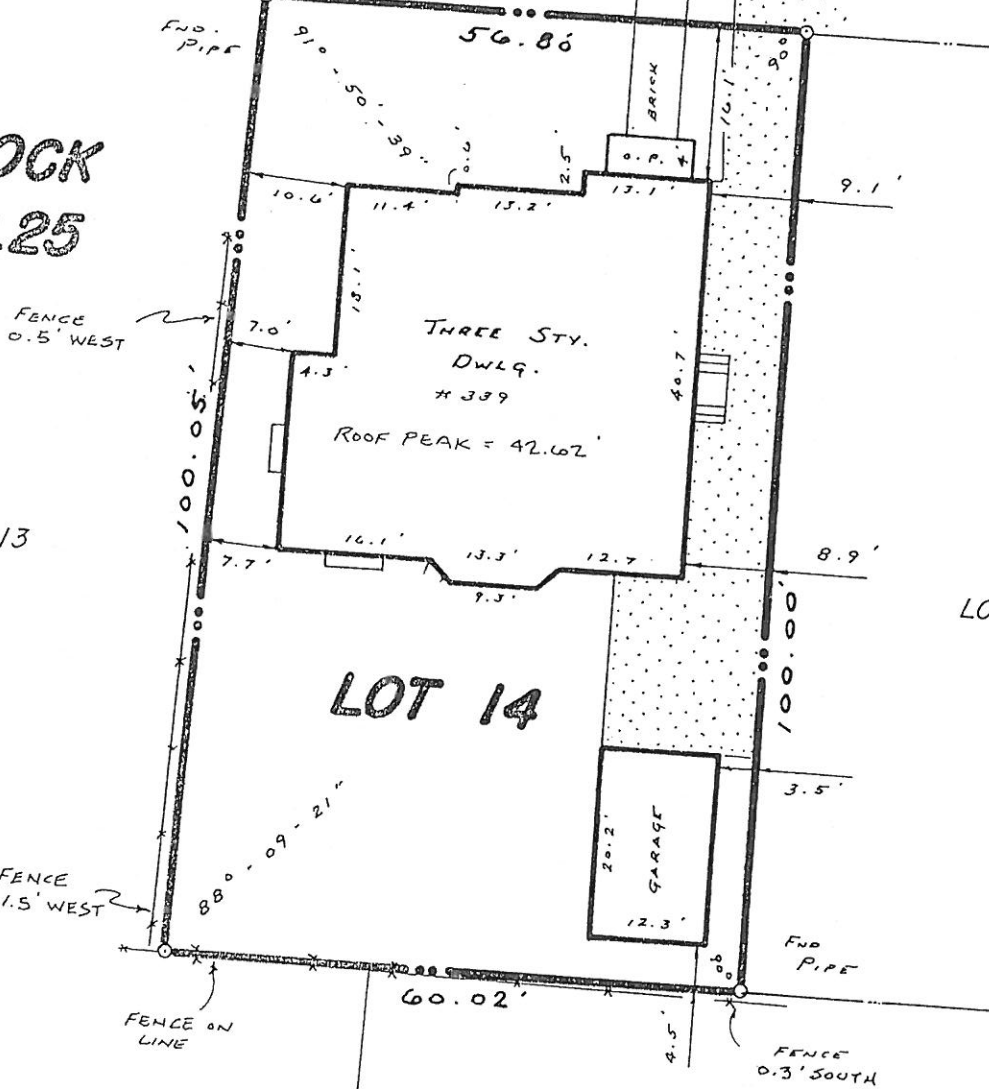 FND.
PIPE
56.80'
90°
91° - 50' - 39"
0.6'
2.5'
BRICK
O.P. 4'
16.1'
OCK
.25
10.6'
11.4'
13.2'
13.1'
9.1'
18.1'
FENCE
0.5' WEST
7.0'
4.3'
THREE STY.
DWLG.
# 339
ROOF PEAK = 42.62'
40.7'
100.05'
13
7.7'
16.1'
13.3'
12.7
9.3'
8.9'
100.00'
LO
LOT 14
3.5'
20.2'
GARAGE
12.3'
88° - 09' - 21"
FENCE
1.5' WEST
FND
PIPE
90°
60.02'
4.5'
FENCE ON
LINE
FENCE
0.3' SOUTH